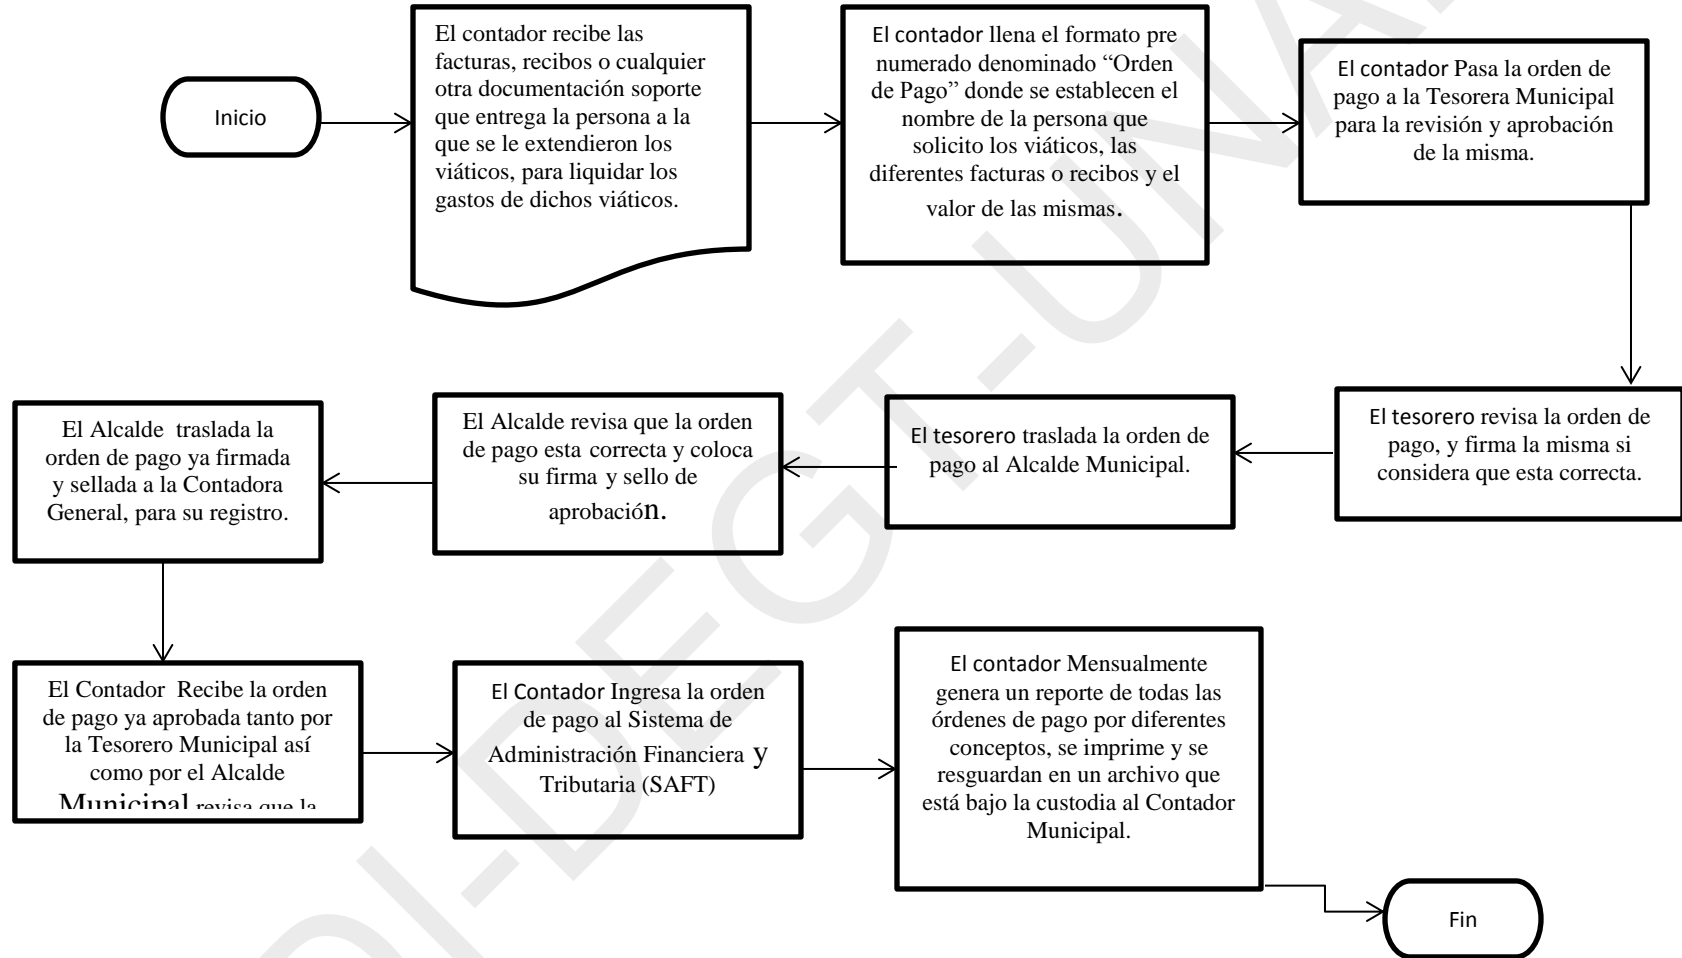 Inicio
El contador recibe las
facturas, recibos o cualquier
otra documentación soporte
que entrega la persona a la
que se le extendieron los
viáticos, para liquidar los
gastos de dichos viáticos.
El contador llena el formato pre
numerado denominado “Orden
de Pago” donde se establecen el
nombre de la persona que
solicito los viáticos, las
diferentes facturas o recibos y el
valor de las mismas.
El contador Pasa la orden de
pago a la Tesorera Municipal
para la revisión y aprobación
de la misma.
El tesorero revisa la orden de
pago, y firma la misma si
considera que esta correcta.
El tesorero traslada la orden de
pago al Alcalde Municipal.
El Alcalde revisa que la orden
de pago esta correcta y coloca
su firma y sello de
aprobación.
El Alcalde traslada la
orden de pago ya firmada
y sellada a la Contadora
General, para su registro.
El Contador Recibe la orden
de pago ya aprobada tanto por
la Tesorero Municipal así
como por el Alcalde
Municipal revisa que la
El Contador Ingresa la orden
de pago al Sistema de
Administración Financiera y
Tributaria (SAFT)
El contador Mensualmente
genera un reporte de todas las
órdenes de pago por diferentes
conceptos, se imprime y se
resguardan en un archivo que
está bajo la custodia al Contador
Municipal.
Fin
DI-DEGT-UNA